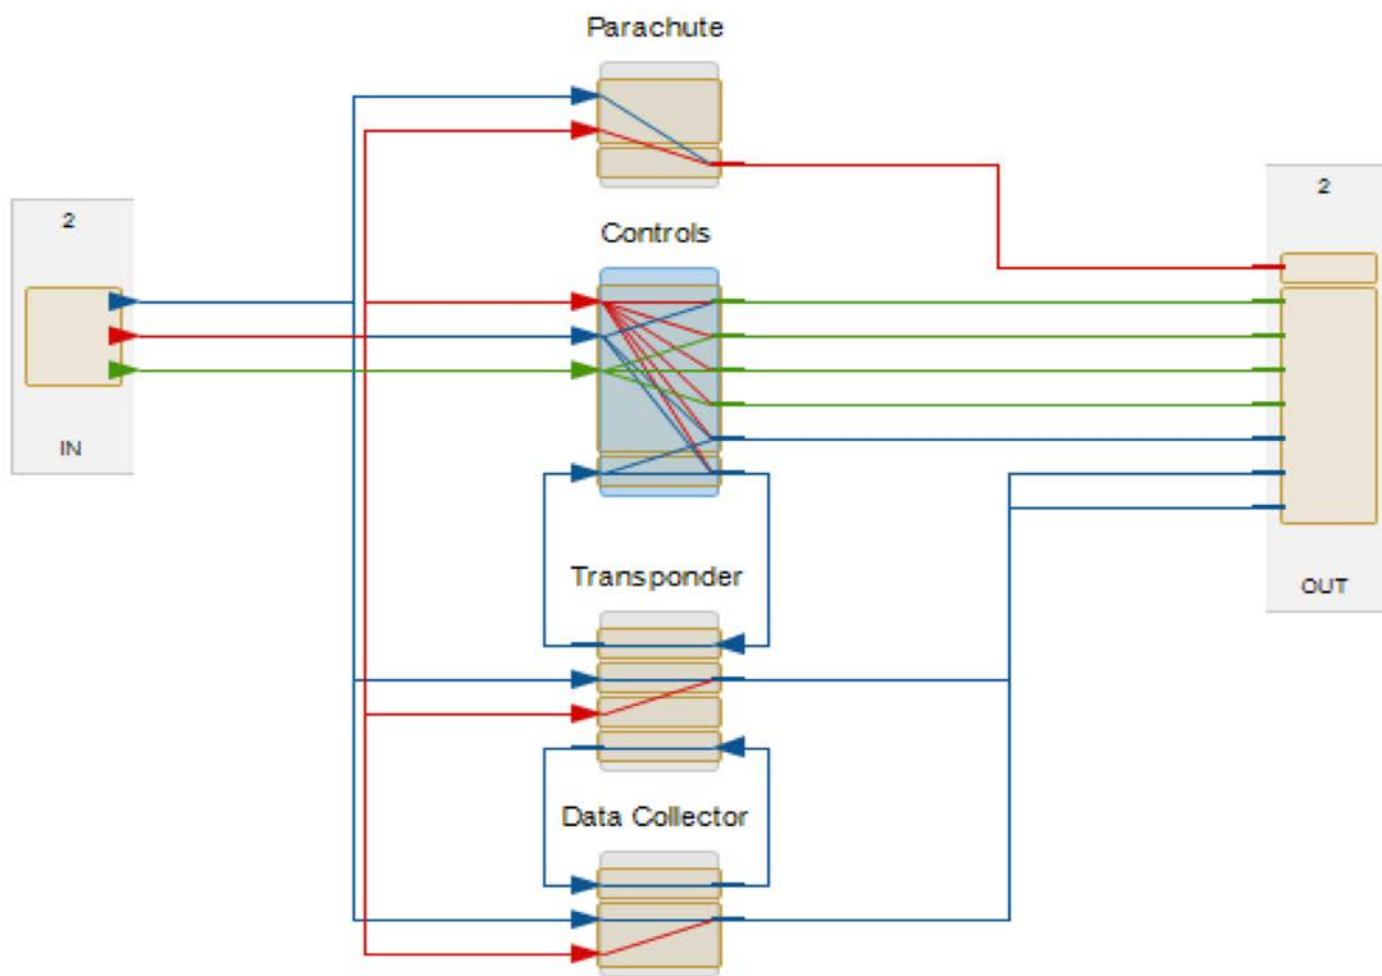 Parachute
2
2
Controls
IN
OUT
Transponder
Data Collector